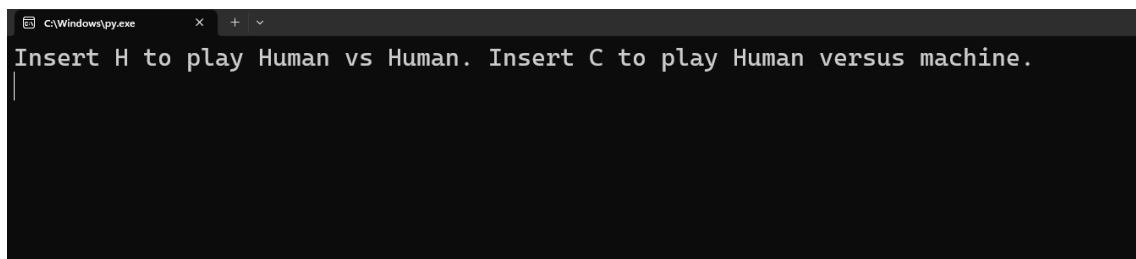 C:\Windows\py.exe
Insert H to play Human vs Human. Insert C to play Human versus machine.